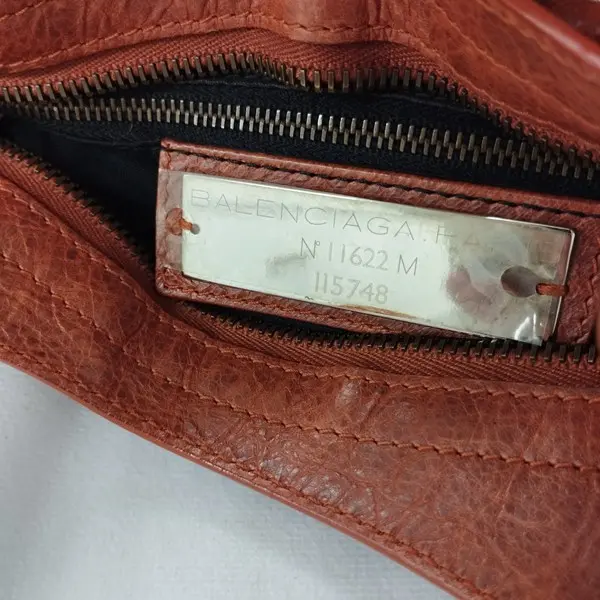 BALENCIAGA.
N° 11622 M
115748